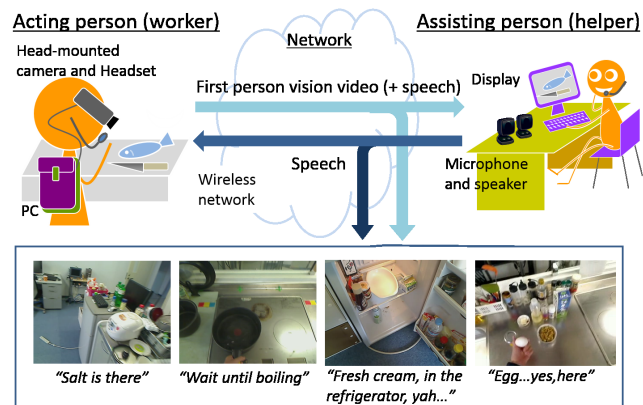 Acting person (worker)
Assisting person (helper)
Network
Head-mounted
camera and Headset
First person vision video (+ speech)
Display
Speech
Microphone
and speaker
Wireless
network
PC
“Salt is there”
“Wait until boiling”
“Fresh cream, in the
refrigerator, yah...”
“Egg...yes,here”